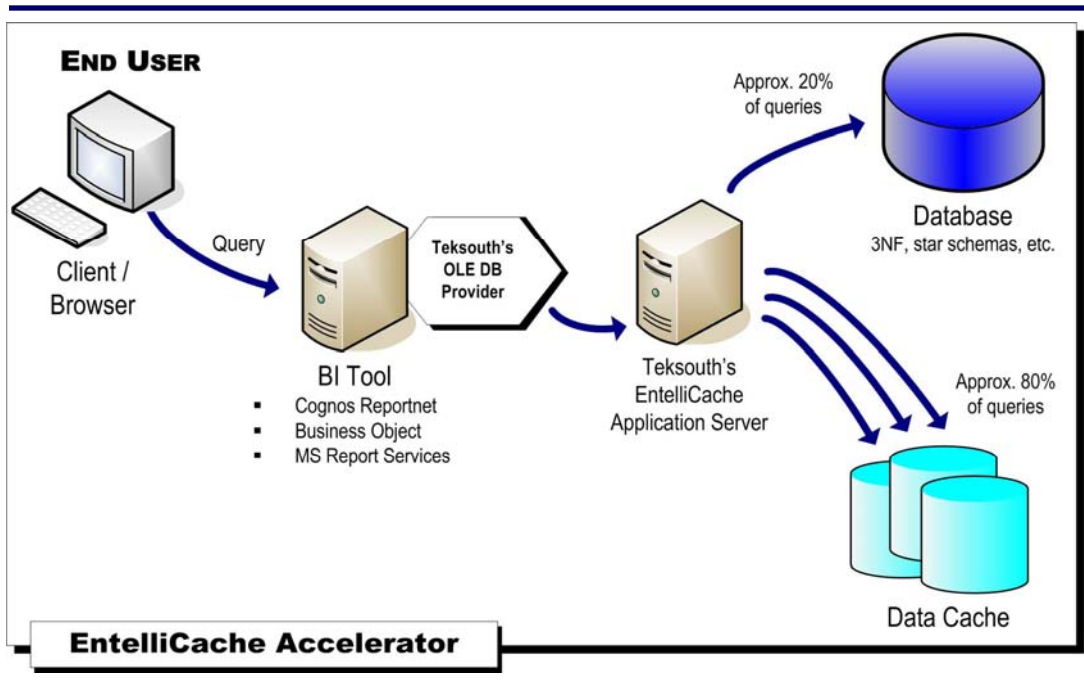 END USER
Client /
Browser
Query
BI Tool
▪ Cognos Reportnet
▪ Business Object
▪ MS Report Services
Teksouth's
OLE DB
Provider
Teksouth's
EntelliCache
Application Server
Approx. 20%
of queries
Database
3NF, star schemas, etc.
Approx. 80%
of queries
Data Cache
EntelliCache Accelerator